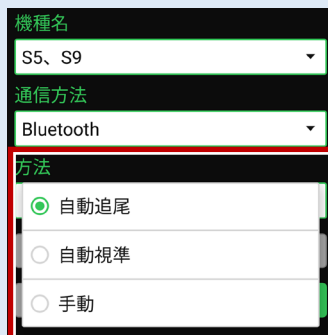 機種名
S5、S9
通信方法
Bluetooth
方法
自動追尾
自動視準
手動